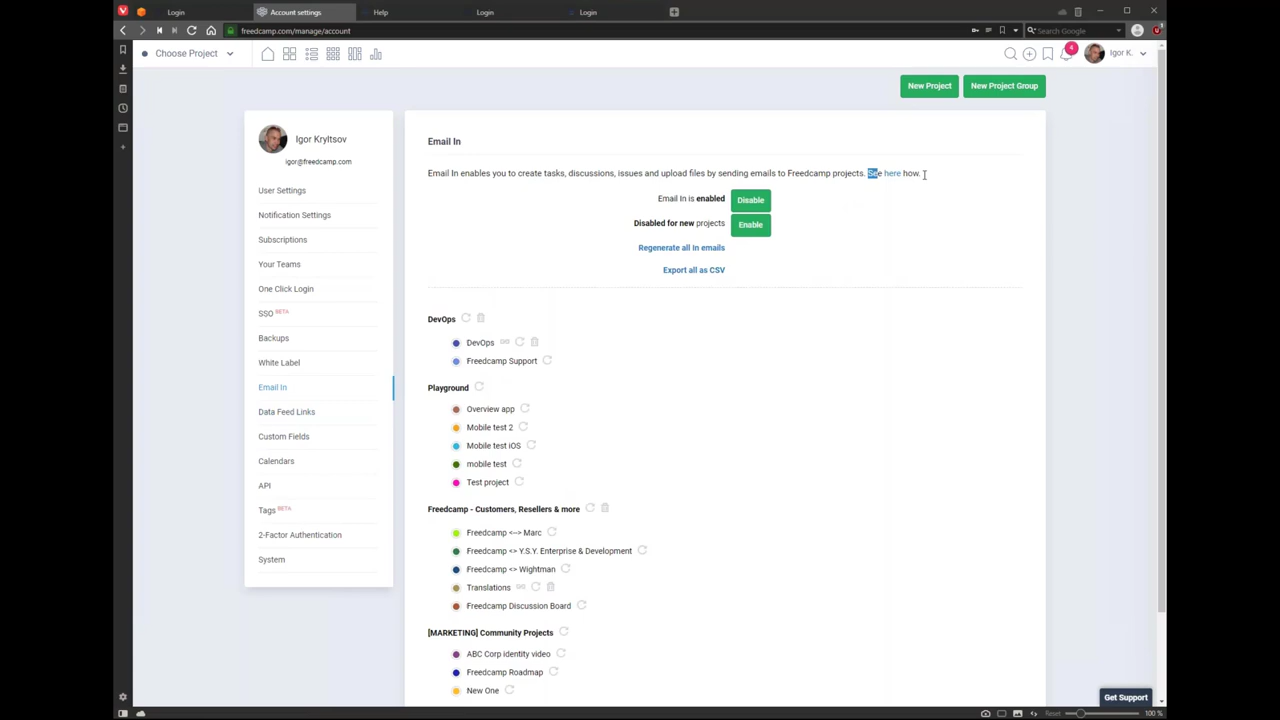 Login
Account settings
Help
Login
Login
freedcamp.com/manage/account
Search Google
Choose Project
4
Igor K.
New Project
New Project Group
Igor Kryltsov
igor@freedcamp.com
User Settings
Notification Settings
Subscriptions
Your Teams
One Click Login
SSO BETA
Backups
White Label
Email In
Data Feed Links
Custom Fields
Calendars
API
Tags BETA
2-Factor Authentication
System
Email In
Email In enables you to create tasks, discussions, issues and upload files by sending emails to Freedcamp projects. See here how.
Email In is enabled Disable
Disabled for new projects Enable
Regenerate all In emails
Export all as CSV
DevOps
DevOps
Freedcamp Support
Playground
Overview app
Mobile test 2
Mobile test iOS
mobile test
Test project
Freedcamp - Customers, Resellers & more
Freedcamp <--> Marc
Freedcamp <> Y.S.Y. Enterprise & Development
Freedcamp <> Wightman
Translations
Freedcamp Discussion Board
[MARKETING] Community Projects
ABC Corp identity video
Freedcamp Roadmap
New One
Get Support
Reset 100 %